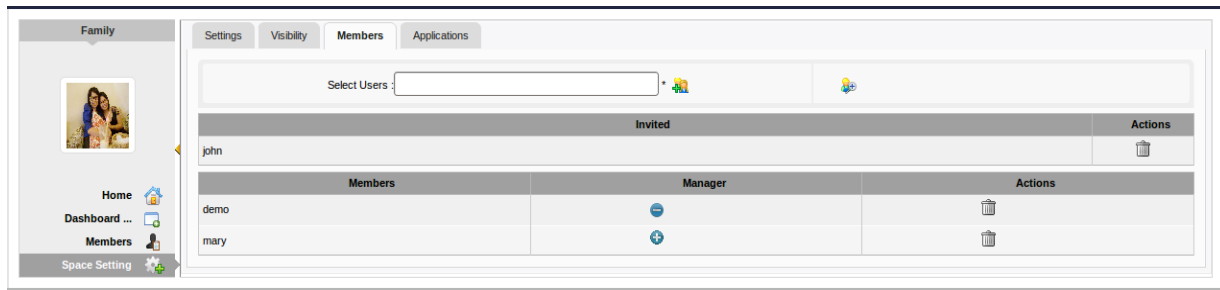 Family
Home
Dashboard ...
Members
Space Setting
Settings Visibility Members Applications
Select Users : *
Invited Actions
john
Members Manager Actions
demo
mary